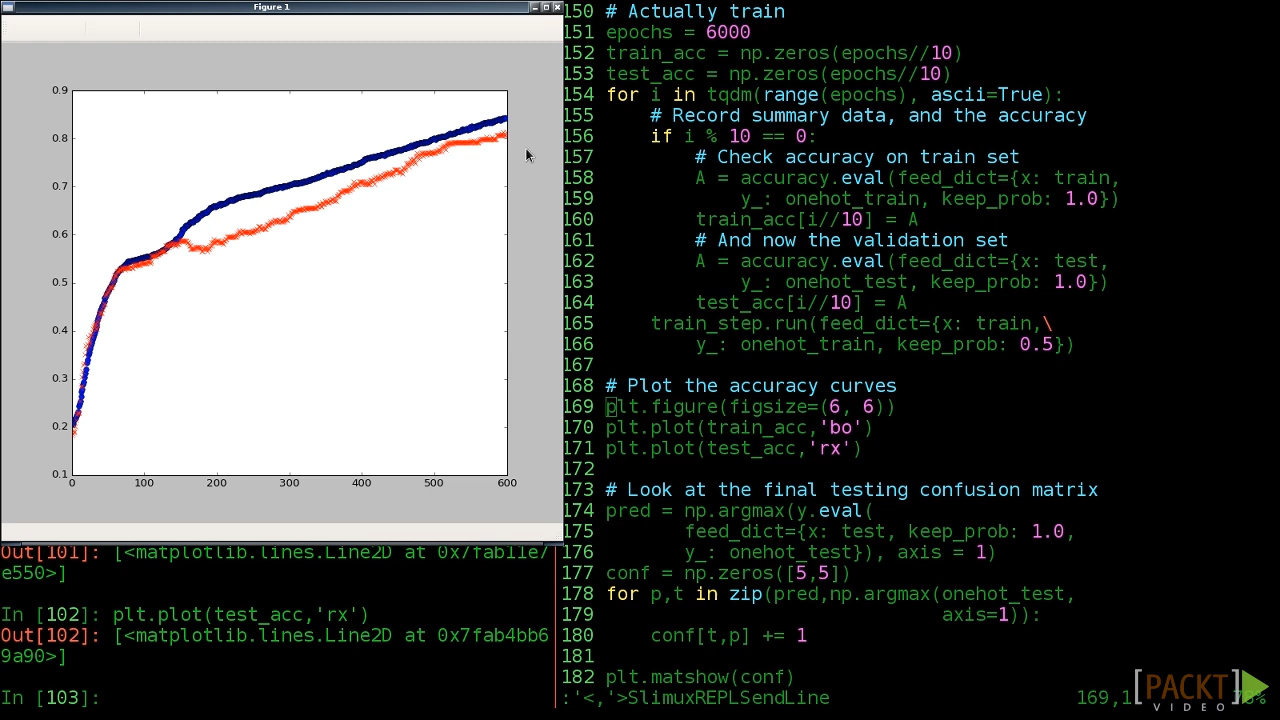 Figure 1
0.9
0.8
0.7
0.6
0.5
0.4
0.3
0.2
0.1
0 100 200 300 400 500 600
Out[101]: [<matplotlib.lines.Line2D at 0x7fab11e7
e550>]
In [102]: plt.plot(test_acc,'rx')
Out[102]: [<matplotlib.lines.Line2D at 0x7fab4bb6
9a90>]
In [103]:
150 # Actually train
151 epochs = 6000
152 train_acc = np.zeros(epochs//10)
153 test_acc = np.zeros(epochs//10)
154 for i in tqdm(range(epochs), ascii=True):
155     # Record summary data, and the accuracy
156     if i % 10 == 0:
157         # Check accuracy on train set
158         A = accuracy.eval(feed_dict={x: train,
159             y_: onehot_train, keep_prob: 1.0})
160         train_acc[i//10] = A
161         # And now the validation set
162         A = accuracy.eval(feed_dict={x: test,
163             y_: onehot_test, keep_prob: 1.0})
164         test_acc[i//10] = A
165     train_step.run(feed_dict={x: train,\
166         y_: onehot_train, keep_prob: 0.5})
167
168 # Plot the accuracy curves
169 plt.figure(figsize=(6, 6))
170 plt.plot(train_acc,'bo')
171 plt.plot(test_acc,'rx')
172
173 # Look at the final testing confusion matrix
174 pred = np.argmax(y.eval(
175        feed_dict={x: test, keep_prob: 1.0,
176        y_: onehot_test}), axis = 1)
177 conf = np.zeros([5,5])
178 for p,t in zip(pred,np.argmax(onehot_test,
179                               axis=1)):
180     conf[t,p] += 1
181
182 plt.matshow(conf)
:'<,'>SlimuxREPLSendLine 169,1
[PACKT]
VIDEO